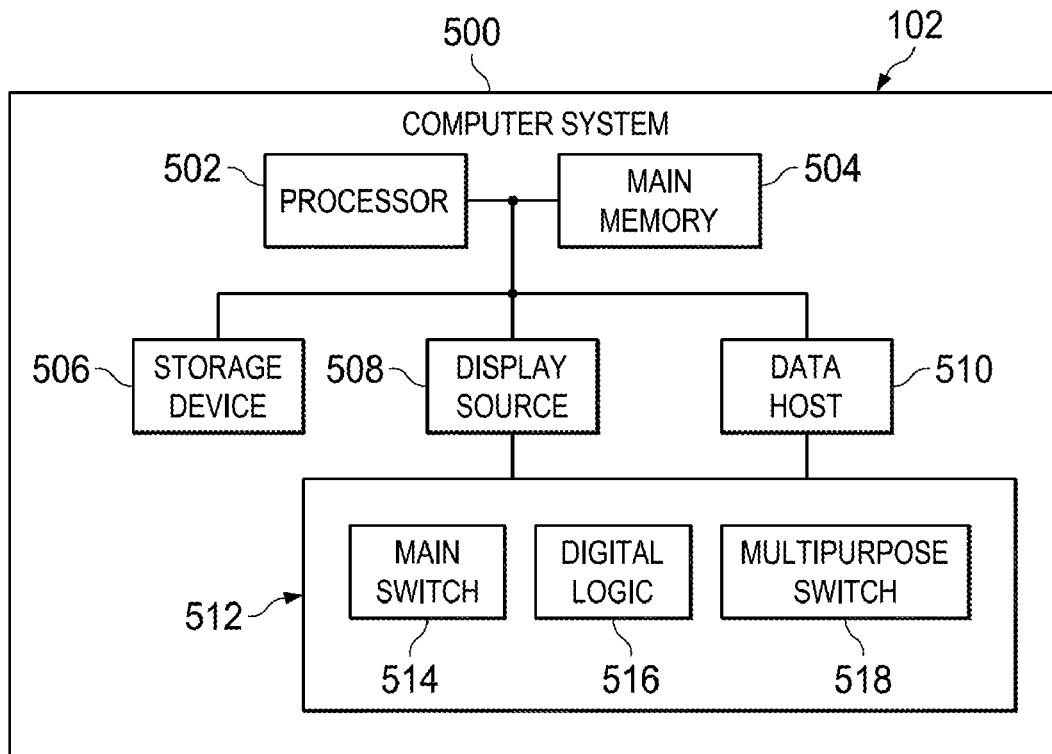 500
102
COMPUTER SYSTEM
502
PROCESSOR
MAIN
MEMORY
504
506
STORAGE
DEVICE
508
DISPLAY
SOURCE
DATA
HOST
510
512
MAIN
SWITCH
DIGITAL
LOGIC
MULTIPURPOSE
SWITCH
514
516
518